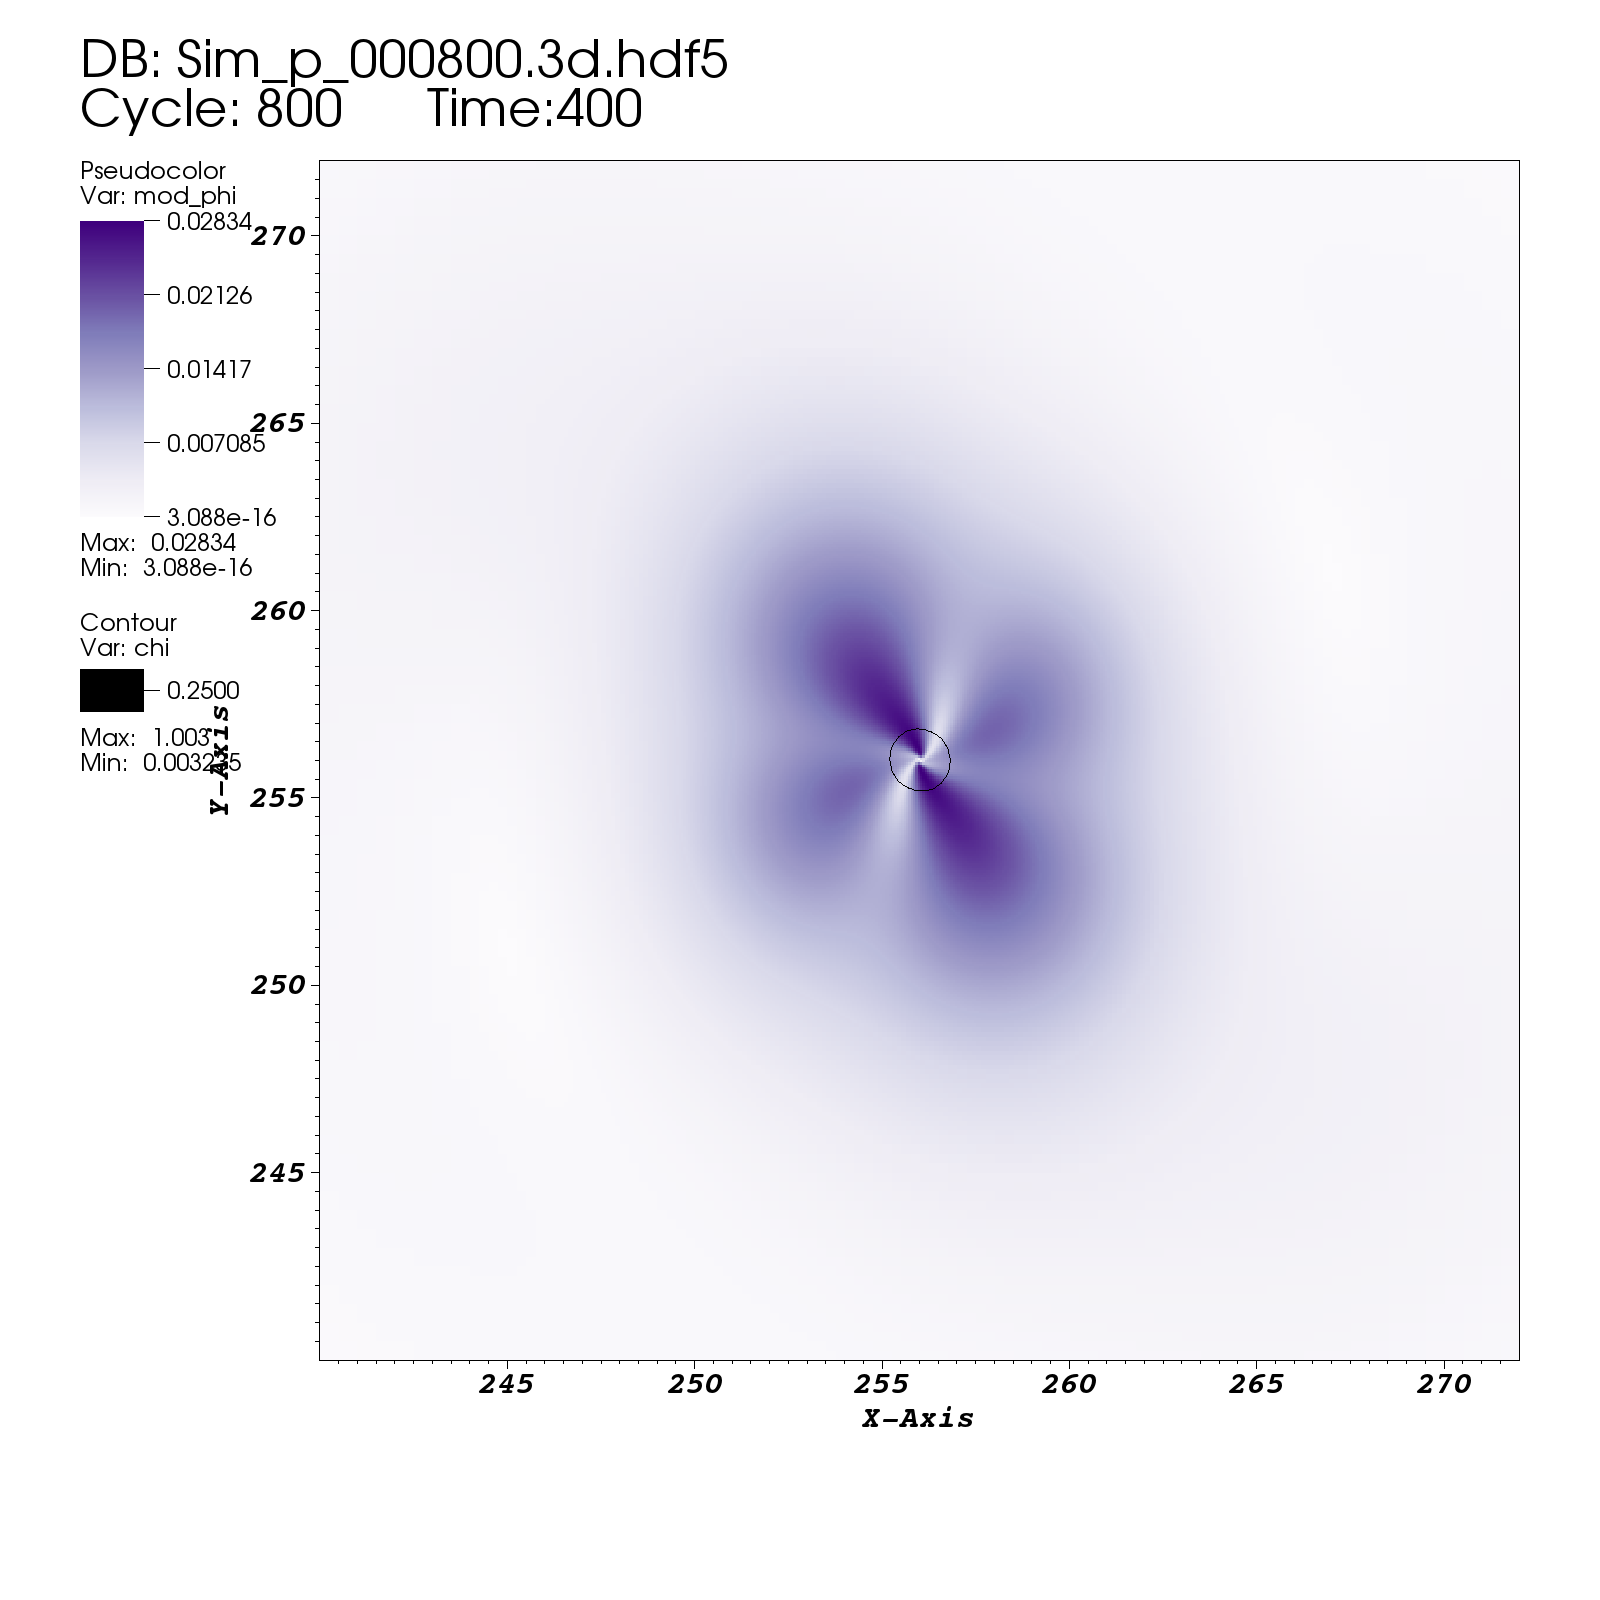 DB: Sim_p_000800.3d.hdf5
Cycle: 800 Time:400
Pseudocolor
Var: mod_phi
0.02834
0.02126
0.01417
0.007085
3.088e-16
Max: 0.02834
Min: 3.088e-16
Contour
Var: chi
0.2500
Max: 1.003
Min:
Y-Axis
270
265
260
255
250
245
245 250 255 260 265 270
X-Axis